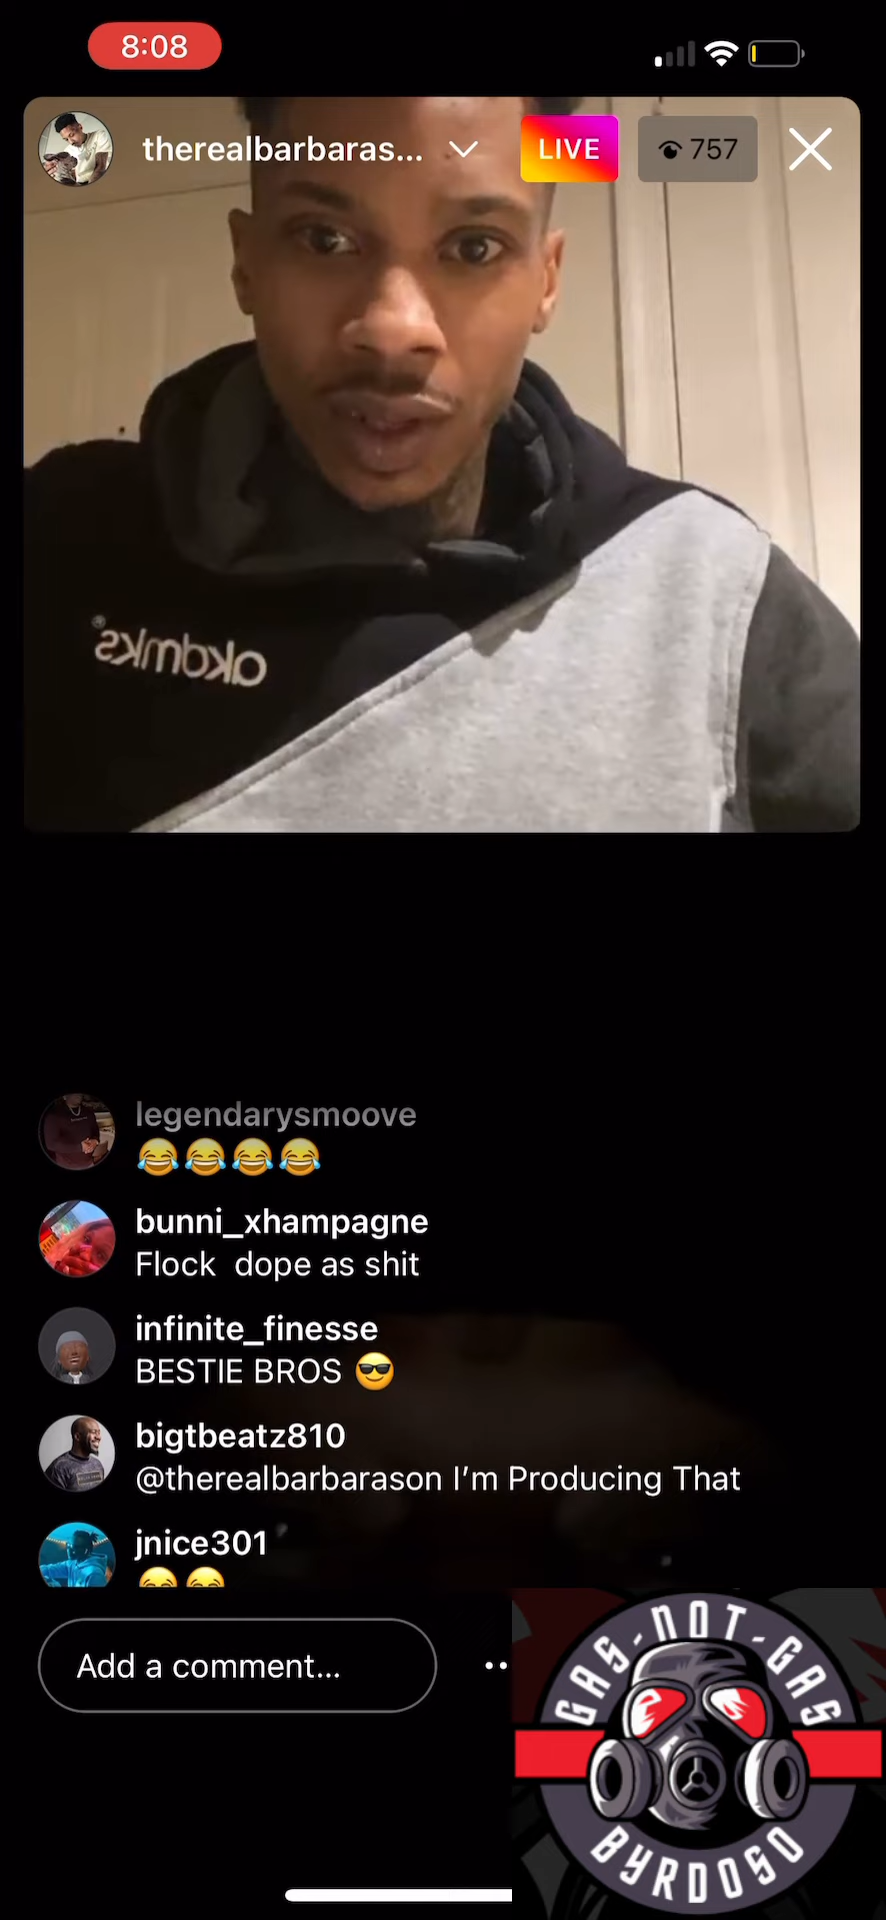 8:08
therealbarbaras...
LIVE
757
akdmks®
legendarysmoove
😂😂😂😂
bunni_xhampagne
Flock dope as shit
infinite_finesse
BESTIE BROS 😎
bigtbeatz810
@therealbarbarason I'm Producing That
jnice301
😂😂
Add a comment...
GAS-NOT-GAS
BYRDOSO